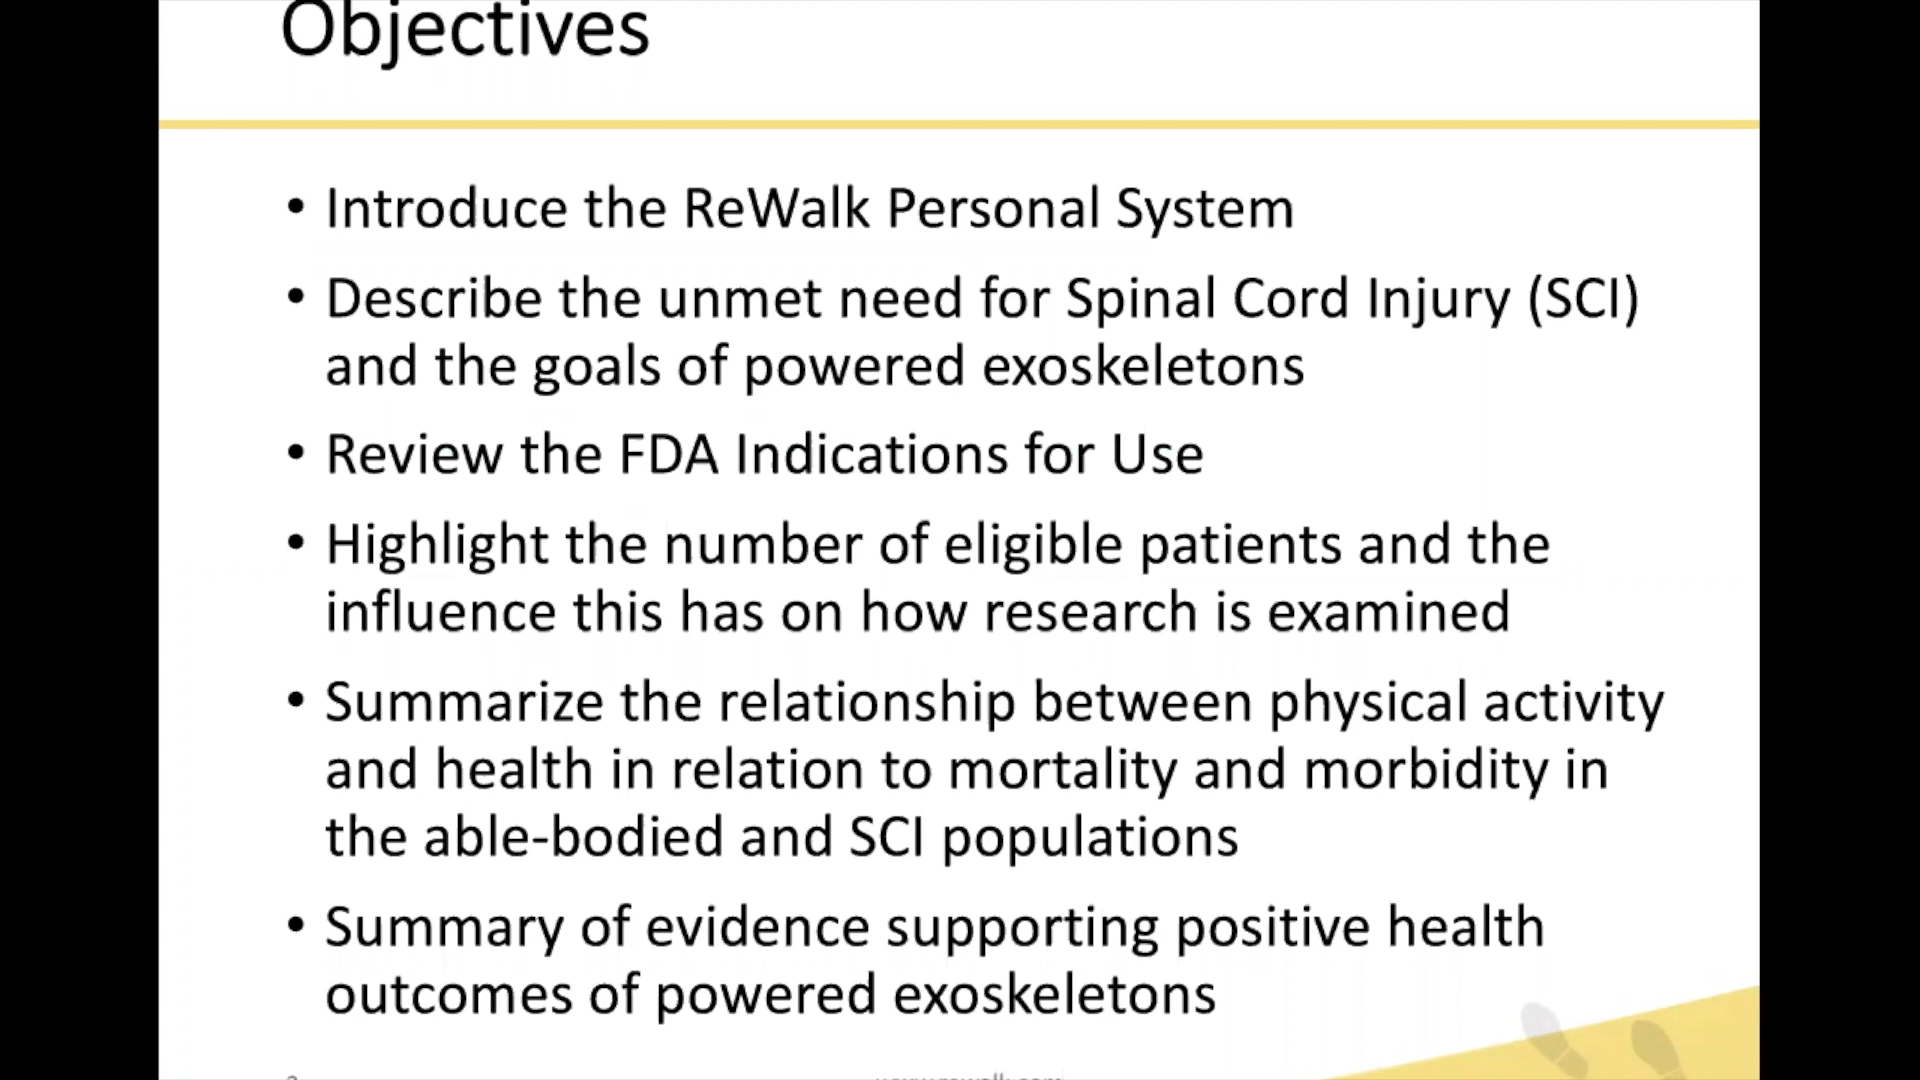 Objectives
• Introduce the ReWalk Personal System
• Describe the unmet need for Spinal Cord Injury (SCI)
and the goals of powered exoskeletons
• Review the FDA Indications for Use
• Highlight the number of eligible patients and the
influence this has on how research is examined
• Summarize the relationship between physical activity
and health in relation to mortality and morbidity in
the able-bodied and SCI populations
• Summary of evidence supporting positive health
outcomes of powered exoskeletons